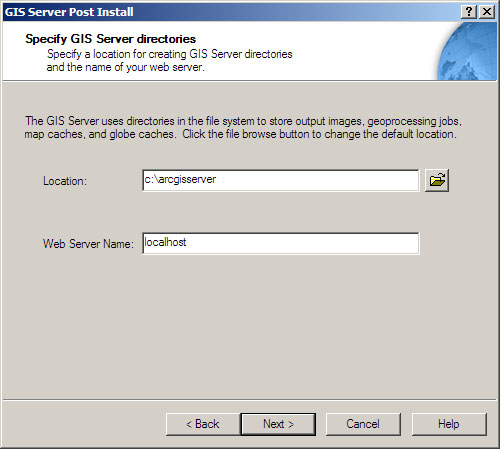 GIS Server Post Install
Specify GIS Server directories
Specify a location for creating GIS Server directories
and the name of your web server.
The GIS Server uses directories in the file system to store output images, geoprocessing jobs,
map caches, and globe caches. Click the file browse button to change the default location.
Location: c:\arcgisserver
Web Server Name: localhost
< Back Next > Cancel Help